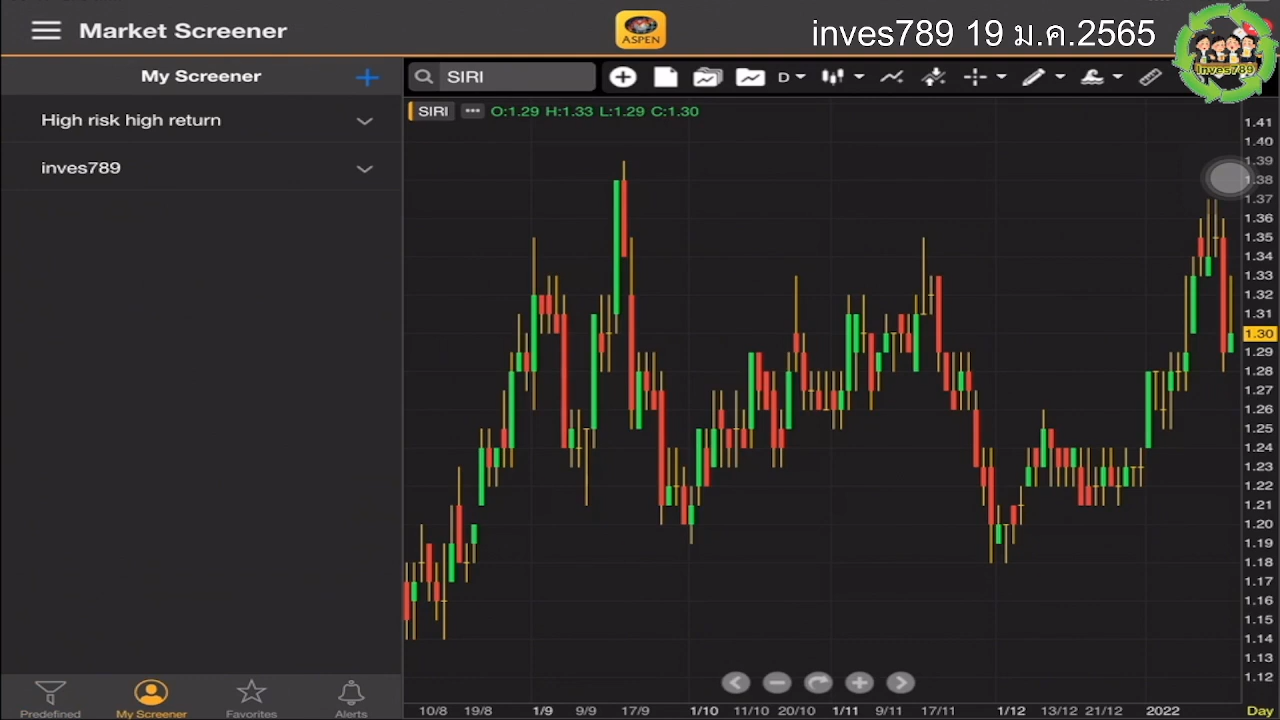 Market Screener
ASPEN
inves789 19 ม.ค.2565
inves789
My Screener +
SIRI
D
High risk high return
inves789
SIRI ••• O:1.29 H:1.33 L:1.29 C:1.30
1.41
1.40
1.39
1.38
1.37
1.36
1.35
1.34
1.33
1.32
1.31
1.30
1.29
1.28
1.27
1.26
1.25
1.24
1.23
1.22
1.21
1.20
1.19
1.18
1.17
1.16
1.15
1.14
1.13
1.12
10/8 19/8 1/9 9/9 17/9 1/10 11/10 20/10 1/11 9/11 17/11 1/12 13/12 21/12 2022 Day
Predefined My Screener Favorites Alerts